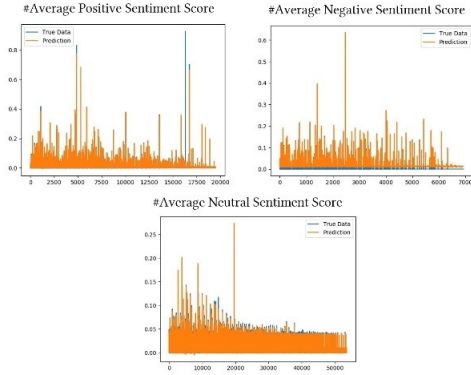 #Average Positive Sentiment Score
True Data
Prediction
0.8
0.6
0.4
0.2
0.0
0 2500 5000 7500 10000 12500 15000 17500 20000
#Average Negative Sentiment Score
True Data
Prediction
0.6
0.5
0.4
0.3
0.2
0.1
0.0
0 1000 2000 3000 4000 5000 6000 7000
#Average Neutral Sentiment Score
True Data
Prediction
0.25
0.20
0.15
0.10
0.05
0.00
0 10000 20000 30000 40000 50000